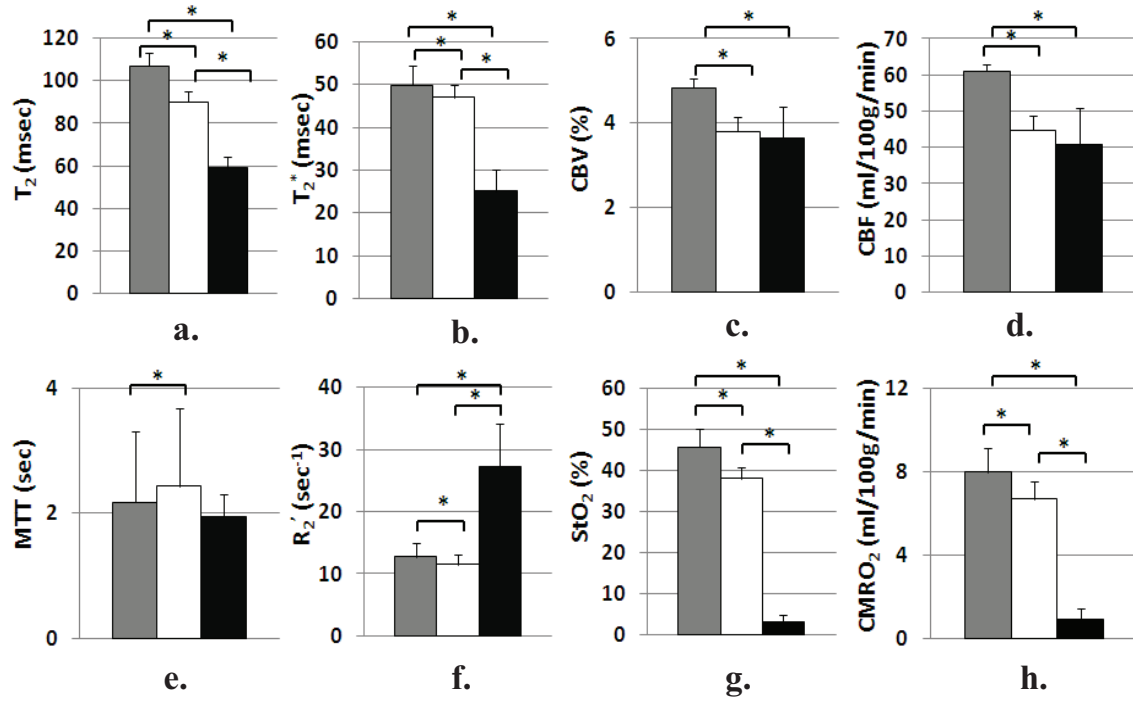 T₂ (msec)
120
100
80
60
40
20
0
* * *
a.
T₂* (msec)
60
50
40
30
20
10
0
* * *
b.
CBV (%)
6
4
2
0
* *
c.
CBF (ml/100g/min)
70
60
50
40
30
20
10
0
* *
d.
MTT (sec)
4
2
0
*
e.
R₂′ (sec⁻¹)
40
30
20
10
0
* * *
f.
StO₂ (%)
60
50
40
30
20
10
0
* * *
g.
CMRO₂ (ml/100g/min)
12
8
4
0
* * *
h.